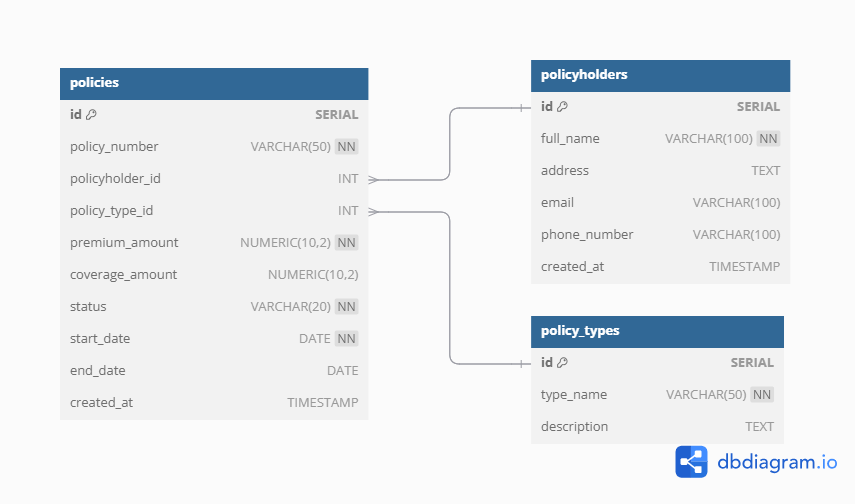 policies
id SERIAL
policy_number VARCHAR(50) NN
policyholder_id INT
policy_type_id INT
premium_amount NUMERIC(10,2) NN
coverage_amount NUMERIC(10,2)
status VARCHAR(20) NN
start_date DATE NN
end_date DATE
created_at TIMESTAMP
policyholders
id SERIAL
full_name VARCHAR(100) NN
address TEXT
email VARCHAR(100)
phone_number VARCHAR(100)
created_at TIMESTAMP
policy_types
id SERIAL
type_name VARCHAR(50) NN
description TEXT
dbdiagram.io